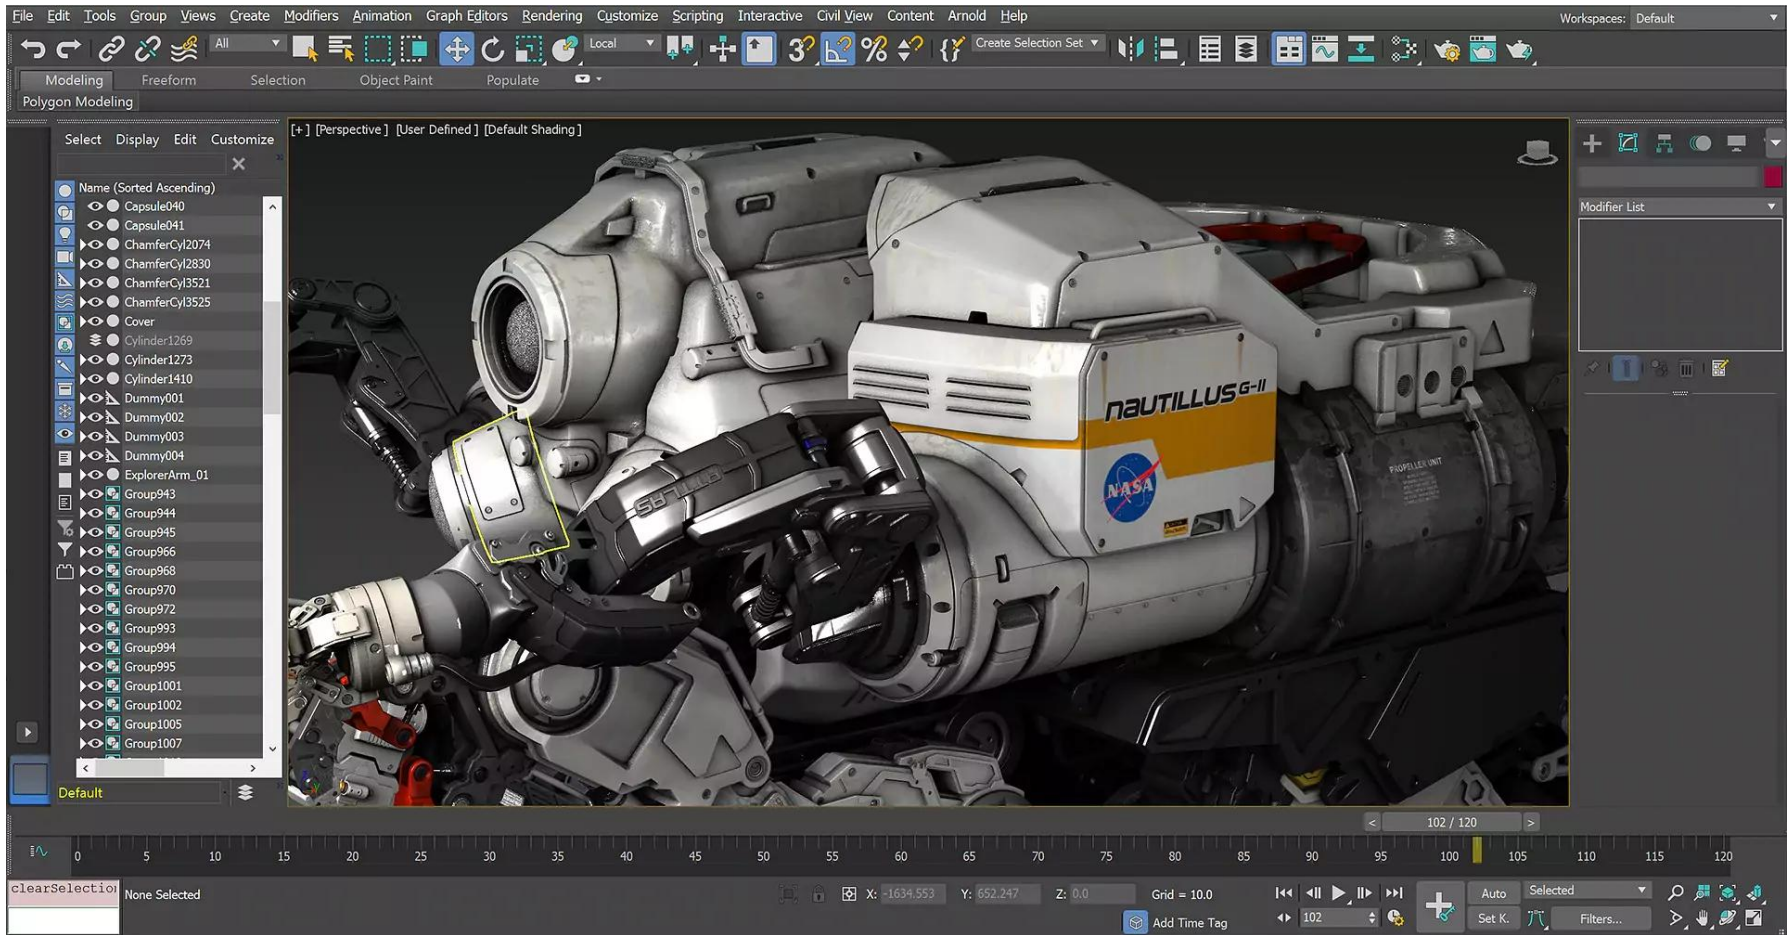 File Edit Tools Group Views Create Modifiers Animation Graph Editors Rendering Customize Scripting Interactive Civil View Content Arnold Help
Workspaces: Default
All
Local
Create Selection Set
Modeling Freeform Selection Object Paint Populate
Polygon Modeling
Select Display Edit Customize
[+] [Perspective] [User Defined] [Default Shading]
Name (Sorted Ascending)
Capsule040
Capsule041
ChamferCyl2074
ChamferCyl2830
ChamferCyl3521
ChamferCyl3525
Cover
Cylinder1269
Cylinder1273
Cylinder1410
Dummy001
Dummy002
Dummy003
Dummy004
ExplorerArm_01
Group943
Group944
Group945
Group966
Group968
Group970
Group972
Group993
Group994
Group995
Group1001
Group1002
Group1005
Group1007
Default
NAUTILLUS G-II
NASA
PROPELLER UNIT
Modifier List
< 102 / 120 >
0 5 10 15 20 25 30 35 40 45 50 55 60 65 70 75 80 85 90 95 100 105 110 115 120
clearSelectio
None Selected
X: -1634.553 Y: 652.247 Z: 0.0 Grid = 10.0
Add Time Tag
102
Auto Selected
Set K. Filters...